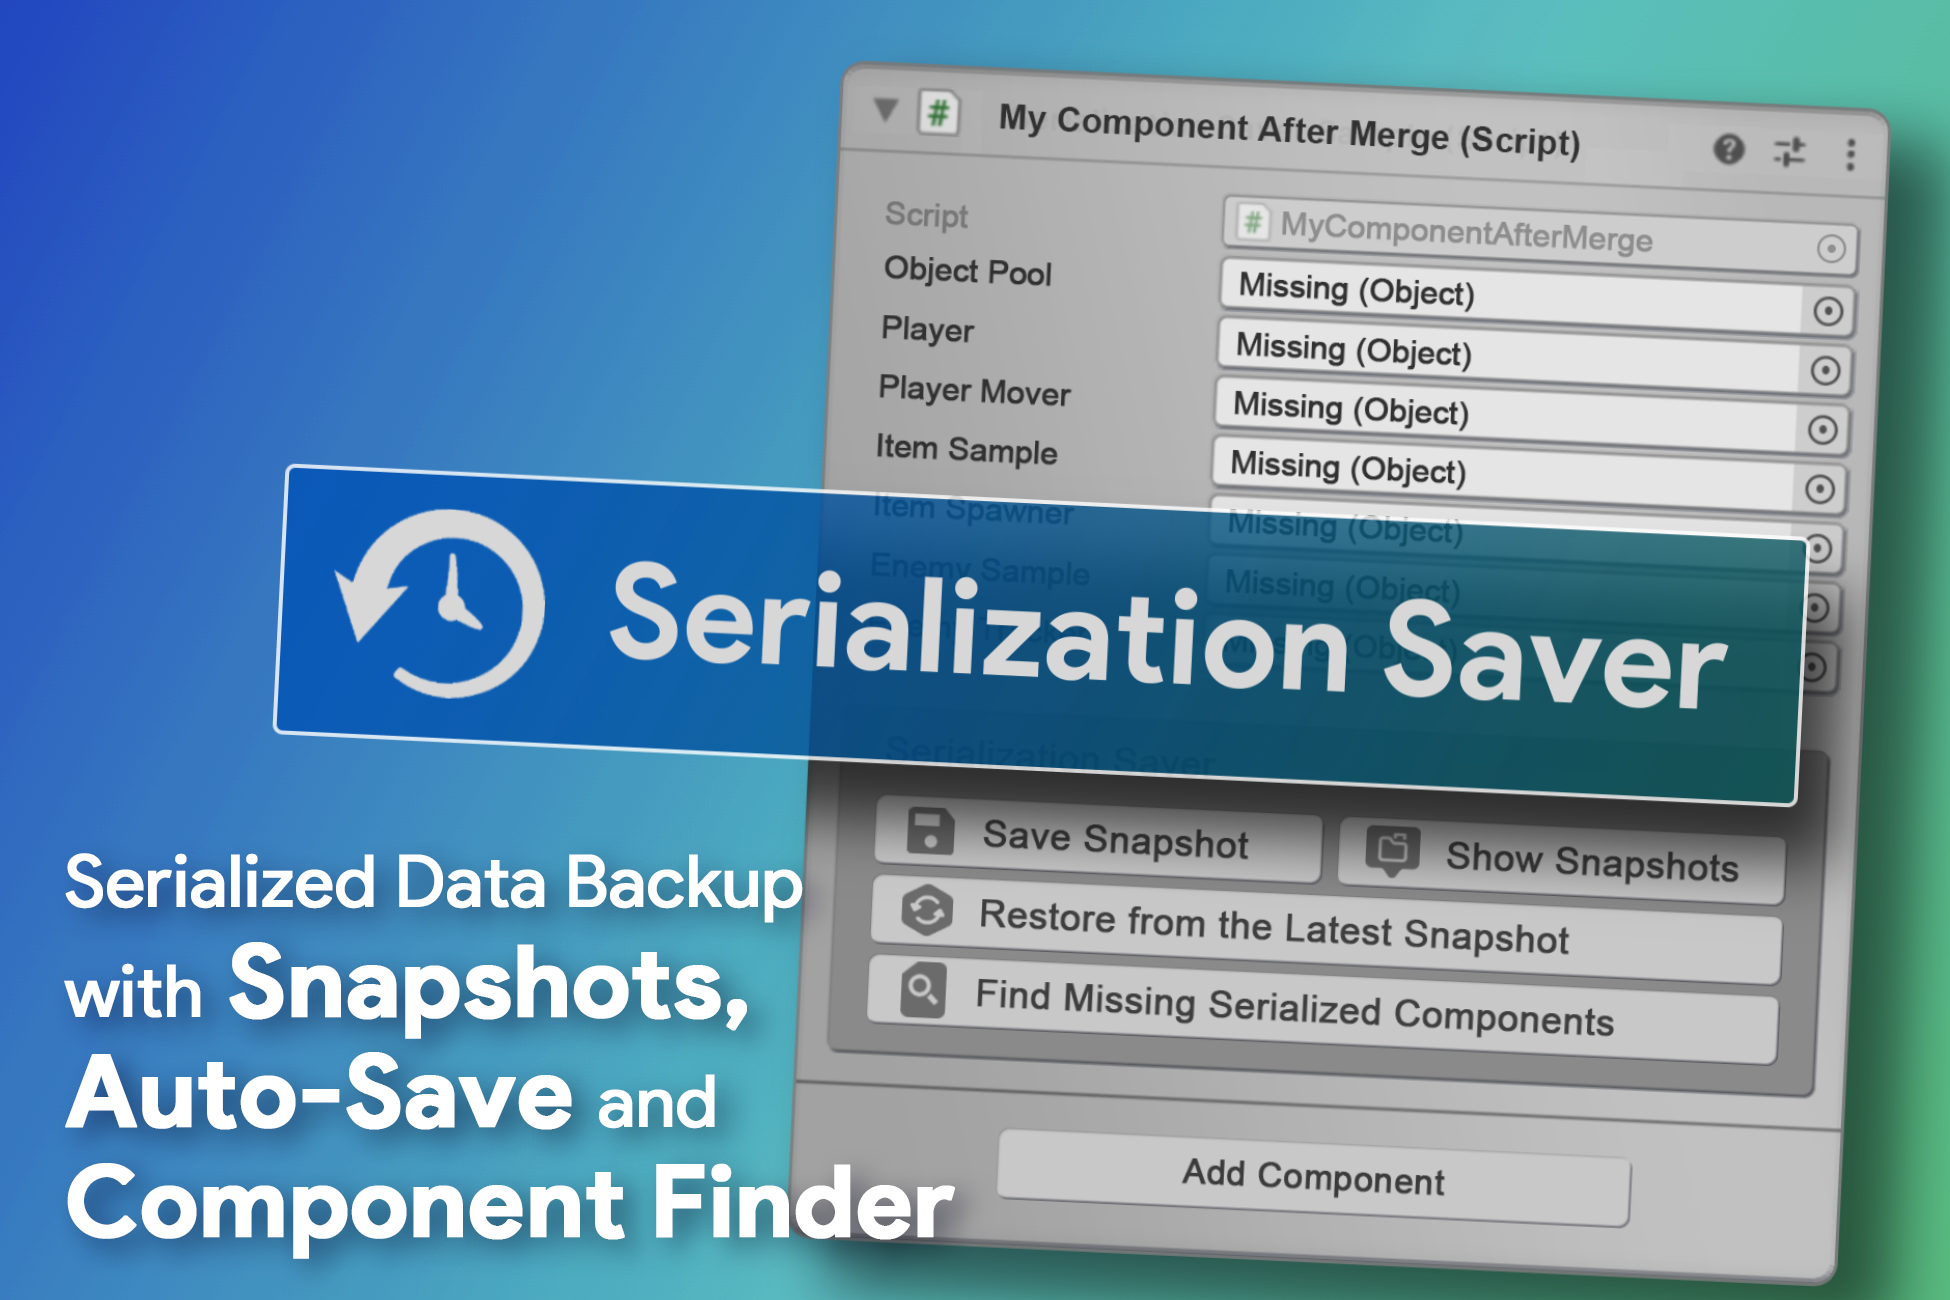 My Component After Merge (Script)
Script
MyComponentAfterMerge
Object Pool
Missing (Object)
Player
Missing (Object)
Player Mover
Missing (Object)
Item Sample
Missing (Object)
Item Spawner
Missing (Object)
Enemy Sample
Missing (Object)
Serialization Saver
Serialization Saver
Save Snapshot
Show Snapshots
Restore from the Latest Snapshot
Find Missing Serialized Components
Add Component
Serialized Data Backup
with Snapshots,
Auto-Save and
Component Finder